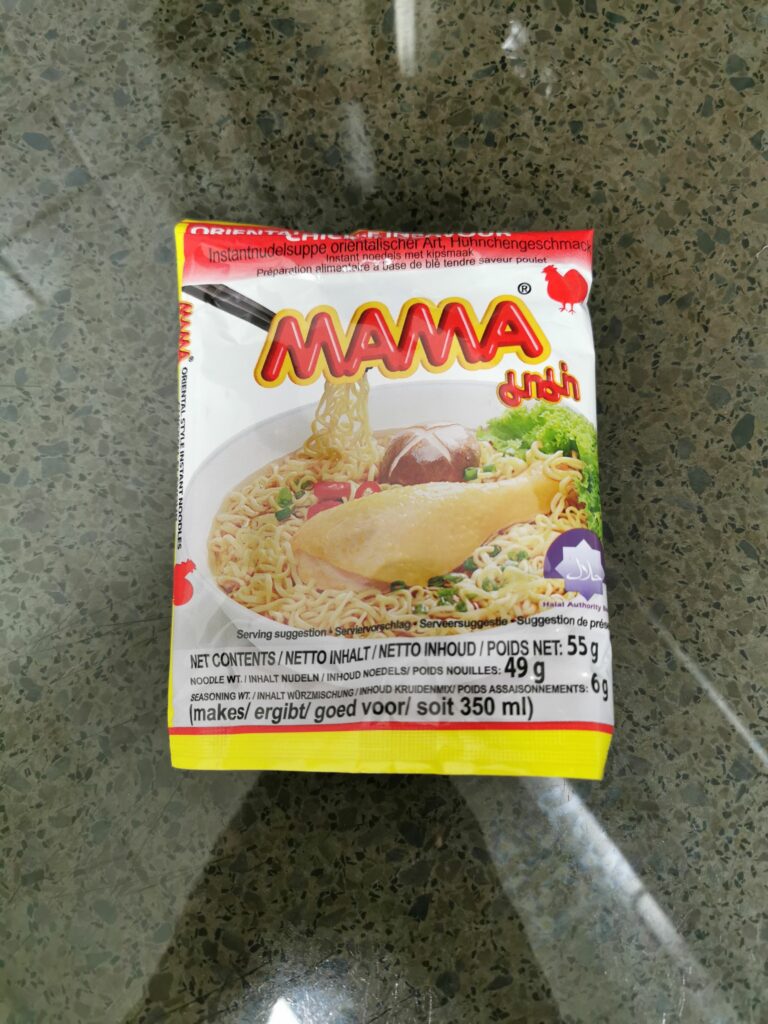 Instantnudelsuppe orientalischer Art, Hühnchengeschmack
Instant noedels met kipsmaak
Préparation alimentaire à base de blé tendre saveur poulet
MAMA®
มาม่า
MAMA® ORIENTAL STYLE INSTANT NOODLES
حلال
Halal Authority
Serving suggestion • Serviervorschlag • Serveersuggestie • Suggestion de prése
NET CONTENTS / NETTO INHALT / NETTO INHOUD / POIDS NET: 55 g
NOODLE WT. / INHALT NUDELN / INHOUD NOEDELS/ POIDS NOUILLES: 49 g
SEASONING WT. / INHALT WÜRZMISCHUNG / INHOUD KRUIDENMIX/ POIDS ASSAISONNEMENTS: 6 g
(makes/ ergibt/ goed voor/ soit 350 ml)